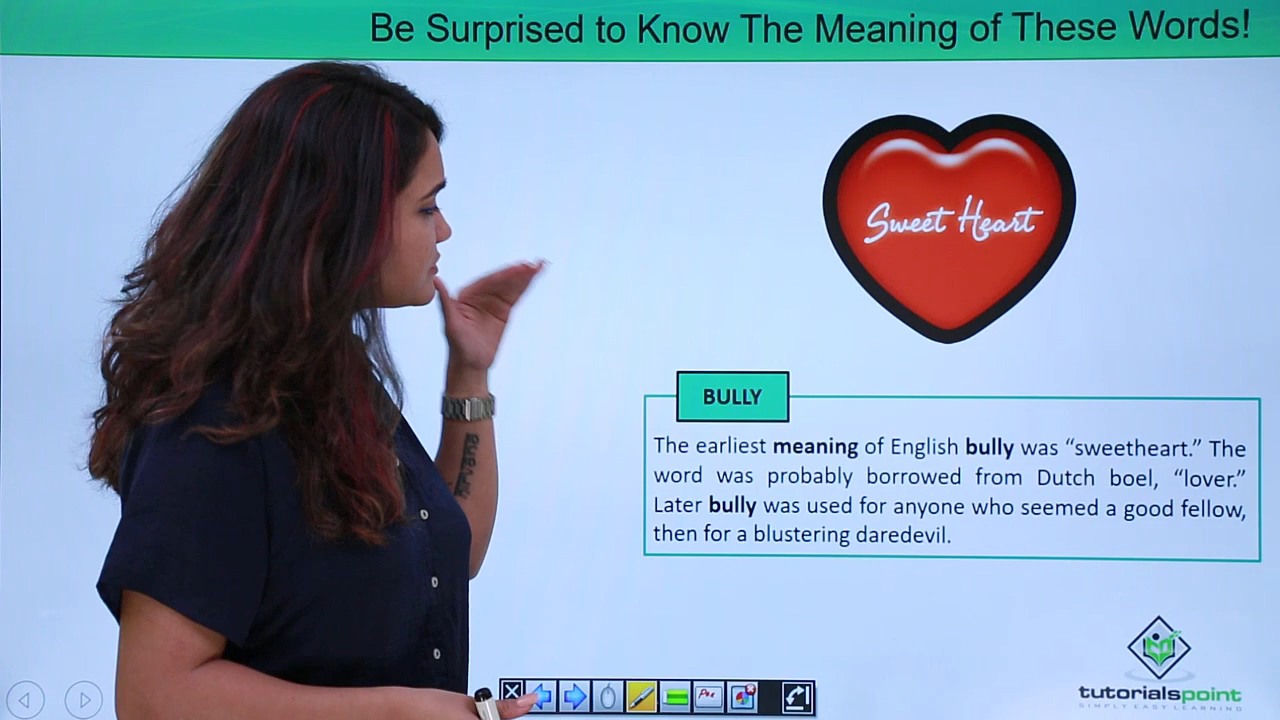 Be Surprised to Know The Meaning of These Words!
Sweet Heart
BULLY
The earliest meaning of English bully was “sweetheart.” The
word was probably borrowed from Dutch boel, “lover.”
Later bully was used for anyone who seemed a good fellow,
then for a blustering daredevil.
tutorialspoint
SIMPLY EASY LEARNING